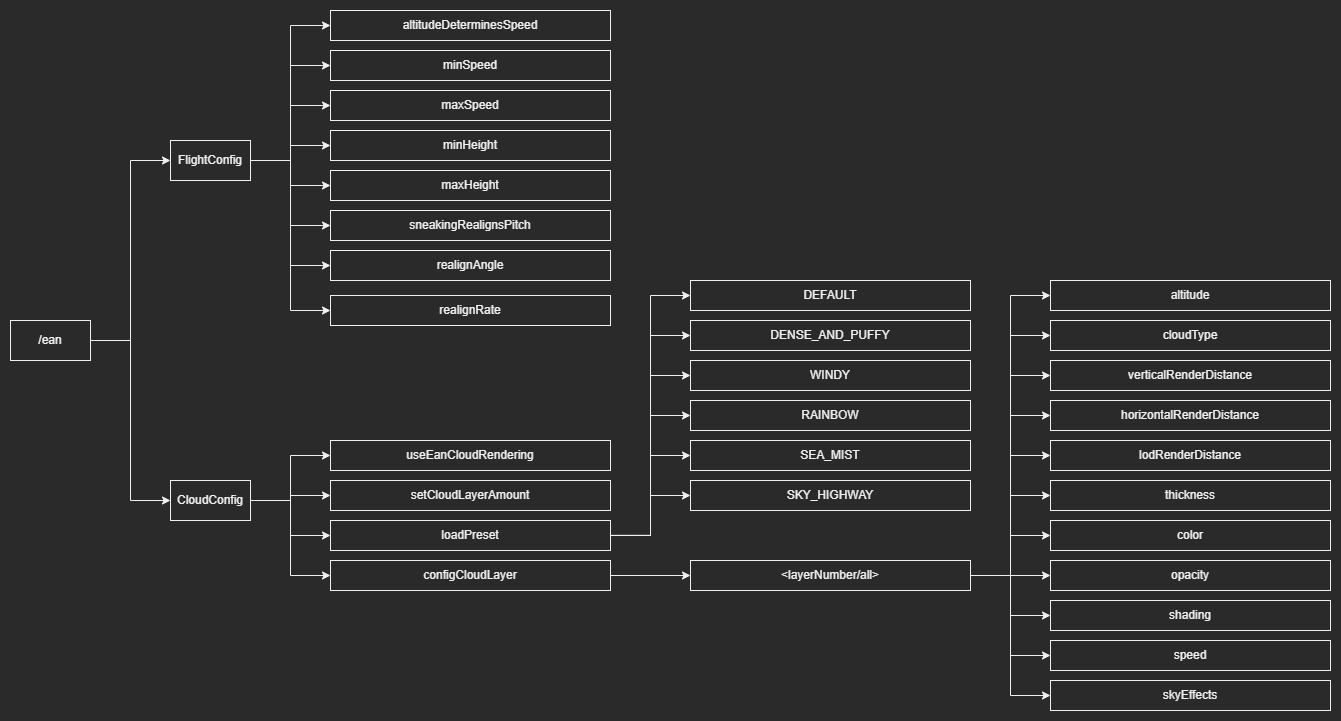 /ean
FlightConfig
altitudeDeterminesSpeed
minSpeed
maxSpeed
minHeight
maxHeight
sneakingRealignsPitch
realignAngle
realignRate
CloudConfig
useEanCloudRendering
setCloudLayerAmount
loadPreset
configCloudLayer
DEFAULT
DENSE_AND_PUFFY
WINDY
RAINBOW
SEA_MIST
SKY_HIGHWAY
<layerNumber/all>
altitude
cloudType
verticalRenderDistance
horizontalRenderDistance
lodRenderDistance
thickness
color
opacity
shading
speed
skyEffects